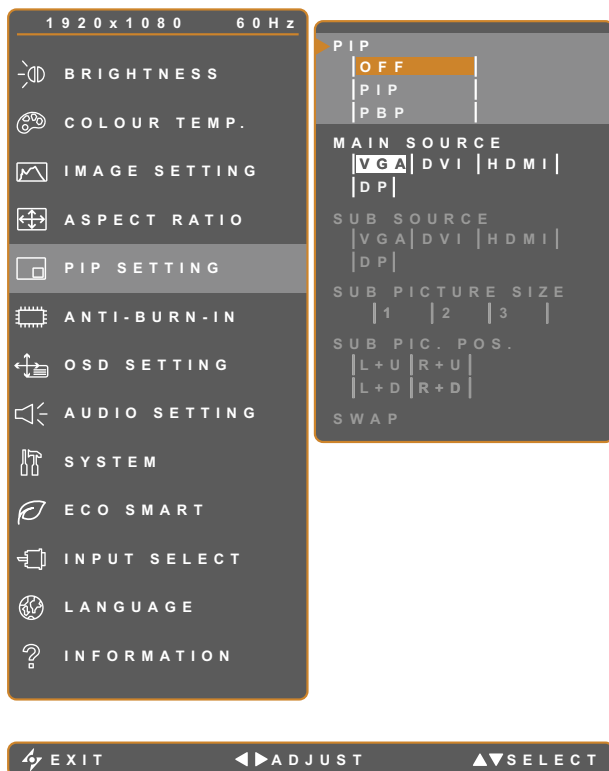 1920x1080 60Hz
BRIGHTNESS
COLOUR TEMP.
IMAGE SETTING
ASPECT RATIO
PIP SETTING
ANTI-BURN-IN
OSD SETTING
AUDIO SETTING
SYSTEM
ECO SMART
INPUT SELECT
LANGUAGE
INFORMATION
PIP
OFF
PIP
PBP
MAIN SOURCE
VGA DVI HDMI
DP
SUB SOURCE
VGA DVI HDMI
DP
SUB PICTURE SIZE
1 2 3
SUB PIC. POS.
L+U R+U
L+D R+D
SWAP
EXIT ADJUST SELECT